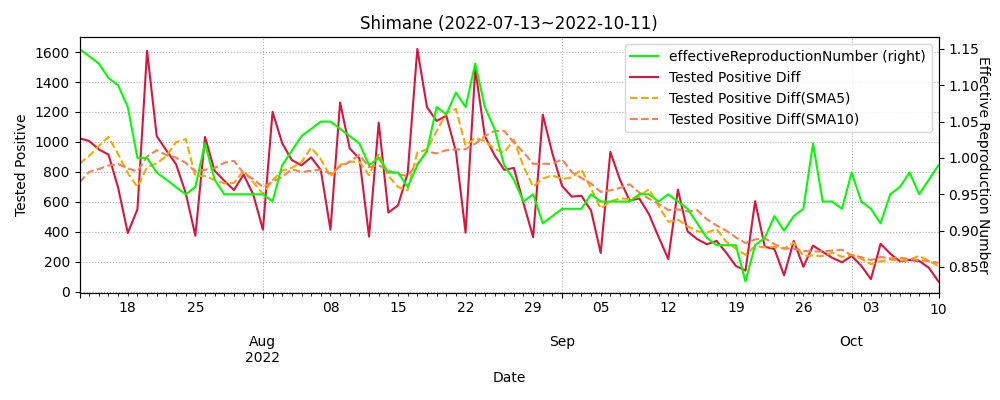 Shimane (2022-07-13~2022-10-11)
effectiveReproductionNumber (right)
Tested Positive Diff
Tested Positive Diff(SMA5)
Tested Positive Diff(SMA10)
Tested Positive
1600
1400
1200
1000
800
600
400
200
0
1.15
1.10
1.05
1.00
0.95
0.90
0.85
Effective Reproduction Number
18 25 08 15 22 29 05 12 19 26 03 10
Aug Sep Oct
2022
Date